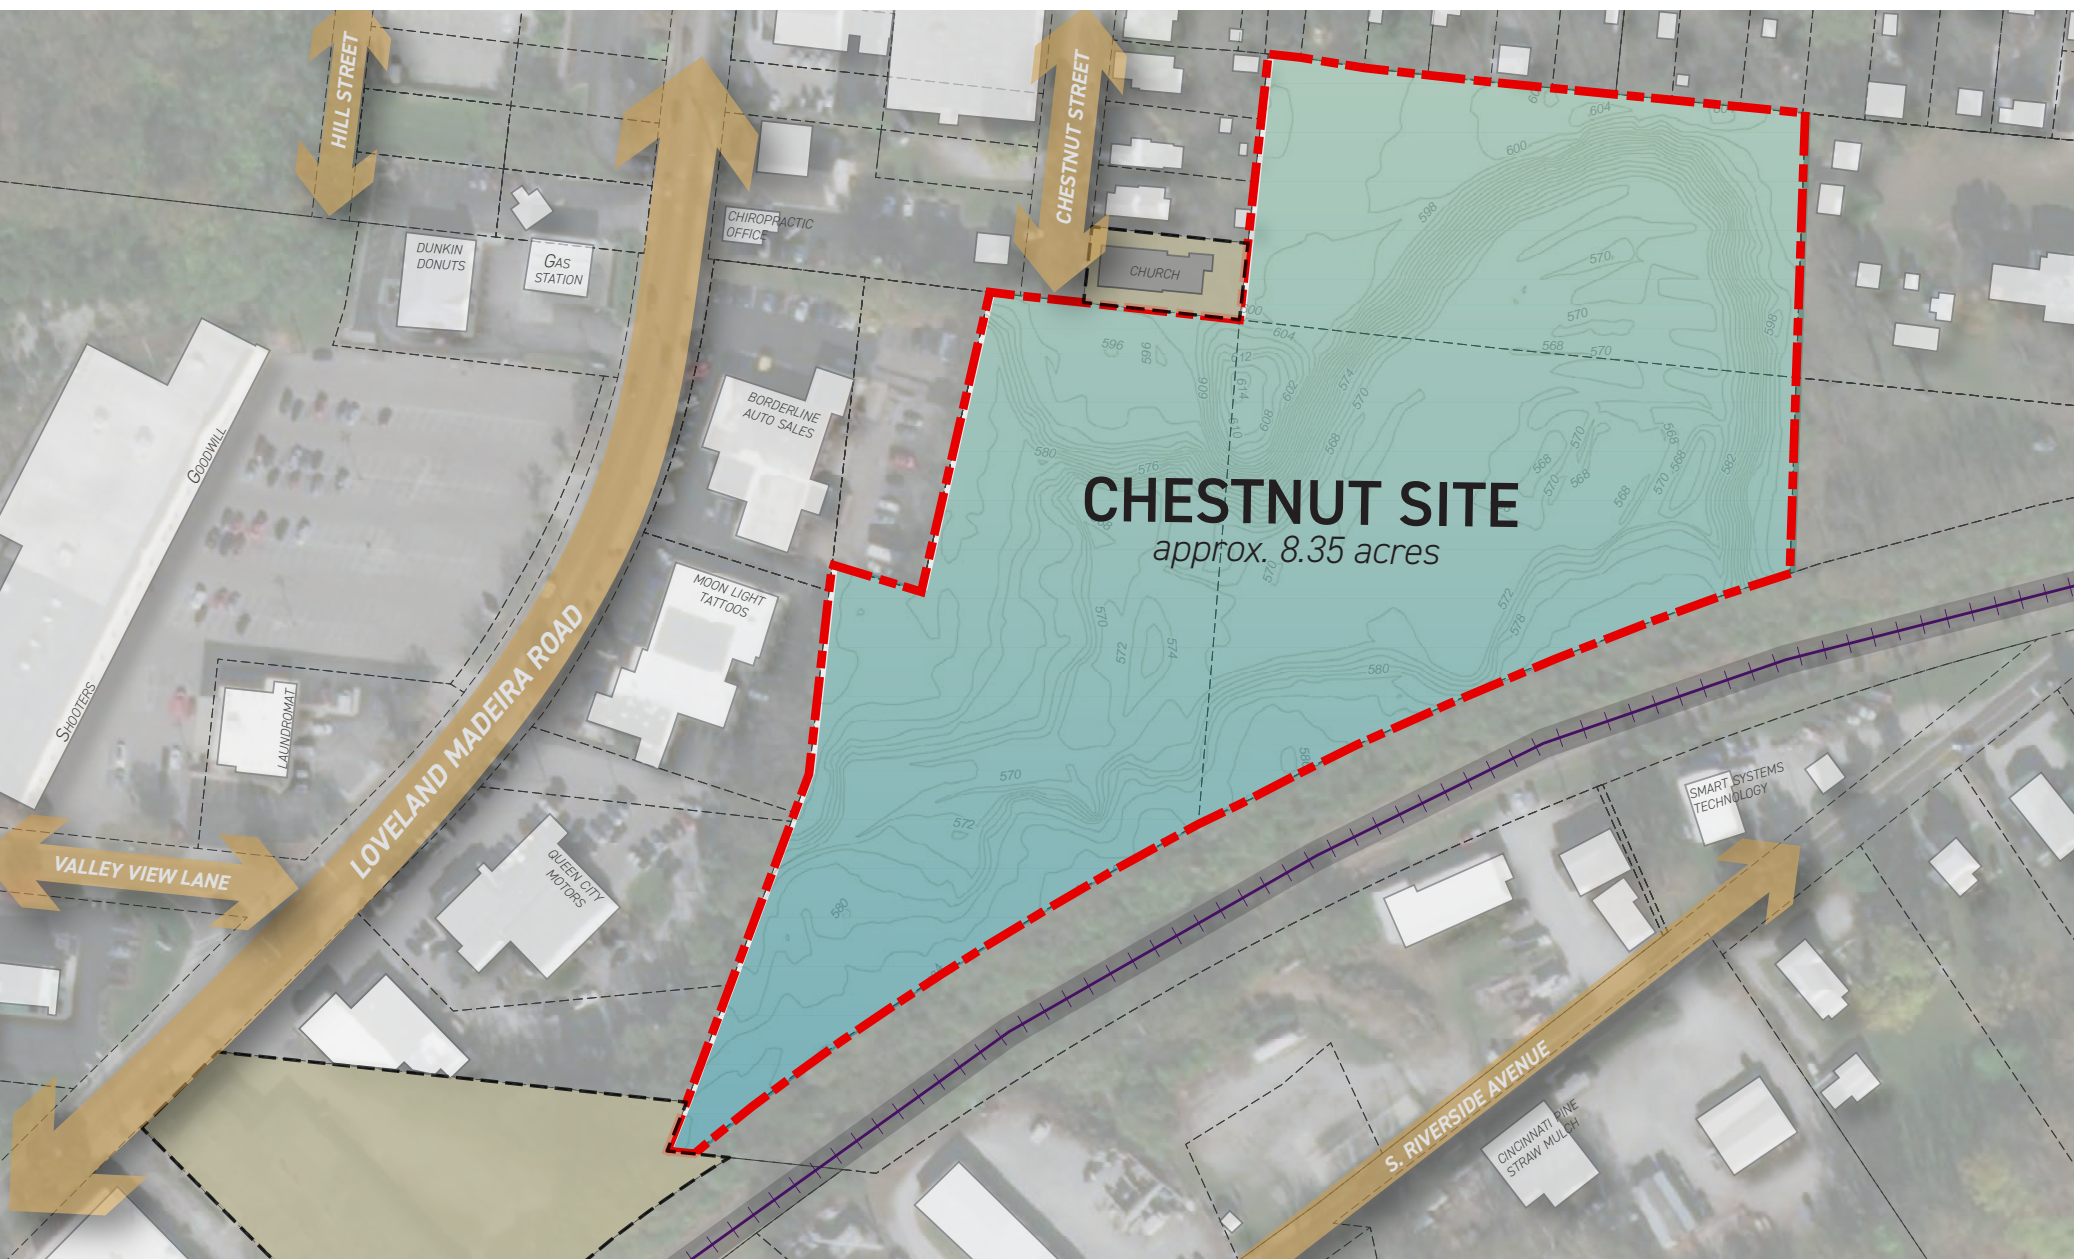 HILL STREET
CHESTNUT STREET
CHIROPRACTIC
OFFICE
DUNKIN
DONUTS
GAS
STATION
CHURCH
604
600
598
570
570
568
570
598
600
604
596
596
612
614
606
602
608
610
574
570
568
580
576
568
570
568
570
568
568
570
568
582
BORDERLINE
AUTO SALES
GOODWILL
CHESTNUT SITE
approx. 8.35 acres
570
MOON LIGHT
TATTOOS
570
572
574
572
578
580
LOVELAND MADEIRA ROAD
SHOOTERS
LAUNDROMAT
570
572
580
VALLEY VIEW LANE
QUEEN CITY
MOTORS
SMART SYSTEMS
TECHNOLOGY
S. RIVERSIDE AVENUE
CINCINNATI PINE
STRAW MULCH